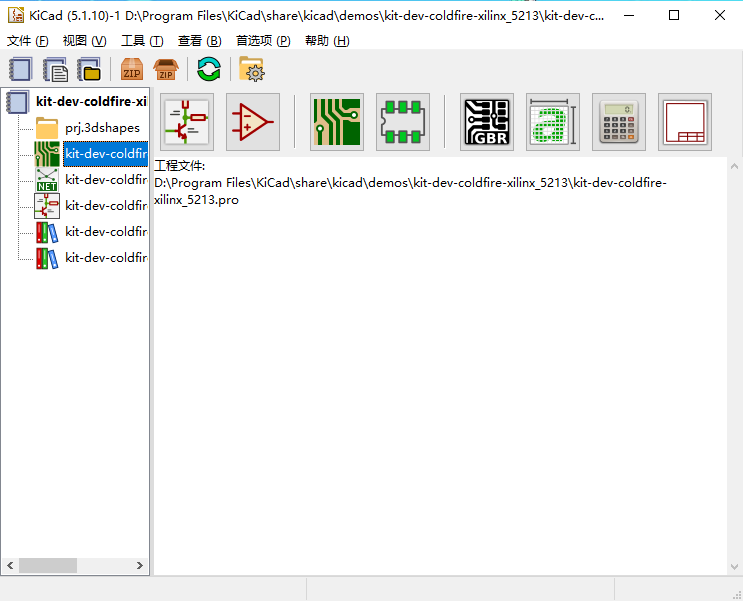 KiCad (5.1.10)-1 D:\Program Files\KiCad\share\kicad\demos\kit-dev-coldfire-xilinx_5213\kit-dev-c...
文件 (F) 视图 (V) 工具 (T) 查看 (B) 首选项 (P) 帮助 (H)
ZIP ZIP
kit-dev-coldfire-xi
prj.3dshapes
kit-dev-coldfir
NET kit-dev-coldfir
kit-dev-coldfir
kit-dev-coldfir
kit-dev-coldfir
GBR a
工程文件:
D:\Program Files\KiCad\share\kicad\demos\kit-dev-coldfire-xilinx_5213\kit-dev-coldfire-
xilinx_5213.pro